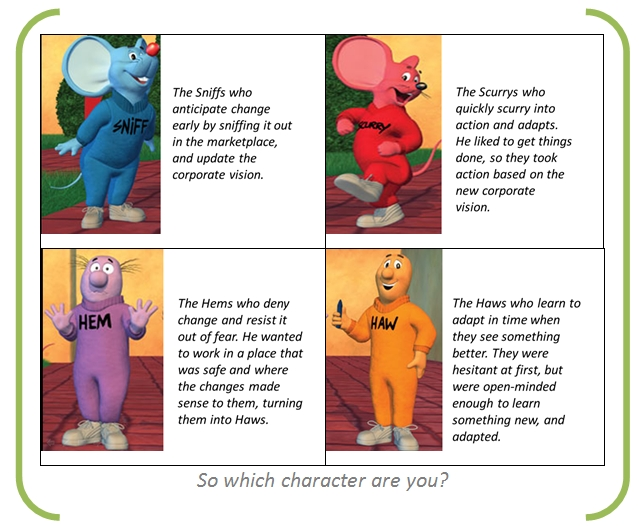 SNIFF
The Sniffs who
anticipate change
early by sniffing it out
in the marketplace,
and update the
corporate vision.
SCURRY
The Scurrys who
quickly scurry into
action and adapts.
He liked to get things
done, so they took
action based on the
new corporate
vision.
HEM
The Hems who deny
change and resist it
out of fear. He wanted
to work in a place that
was safe and where
the changes made
sense to them, turning
them into Haws.
HAW
The Haws who learn to
adapt in time when
they see something
better. They were
hesitant at first, but
were open-minded
enough to learn
something new, and
adapted.
So which character are you?